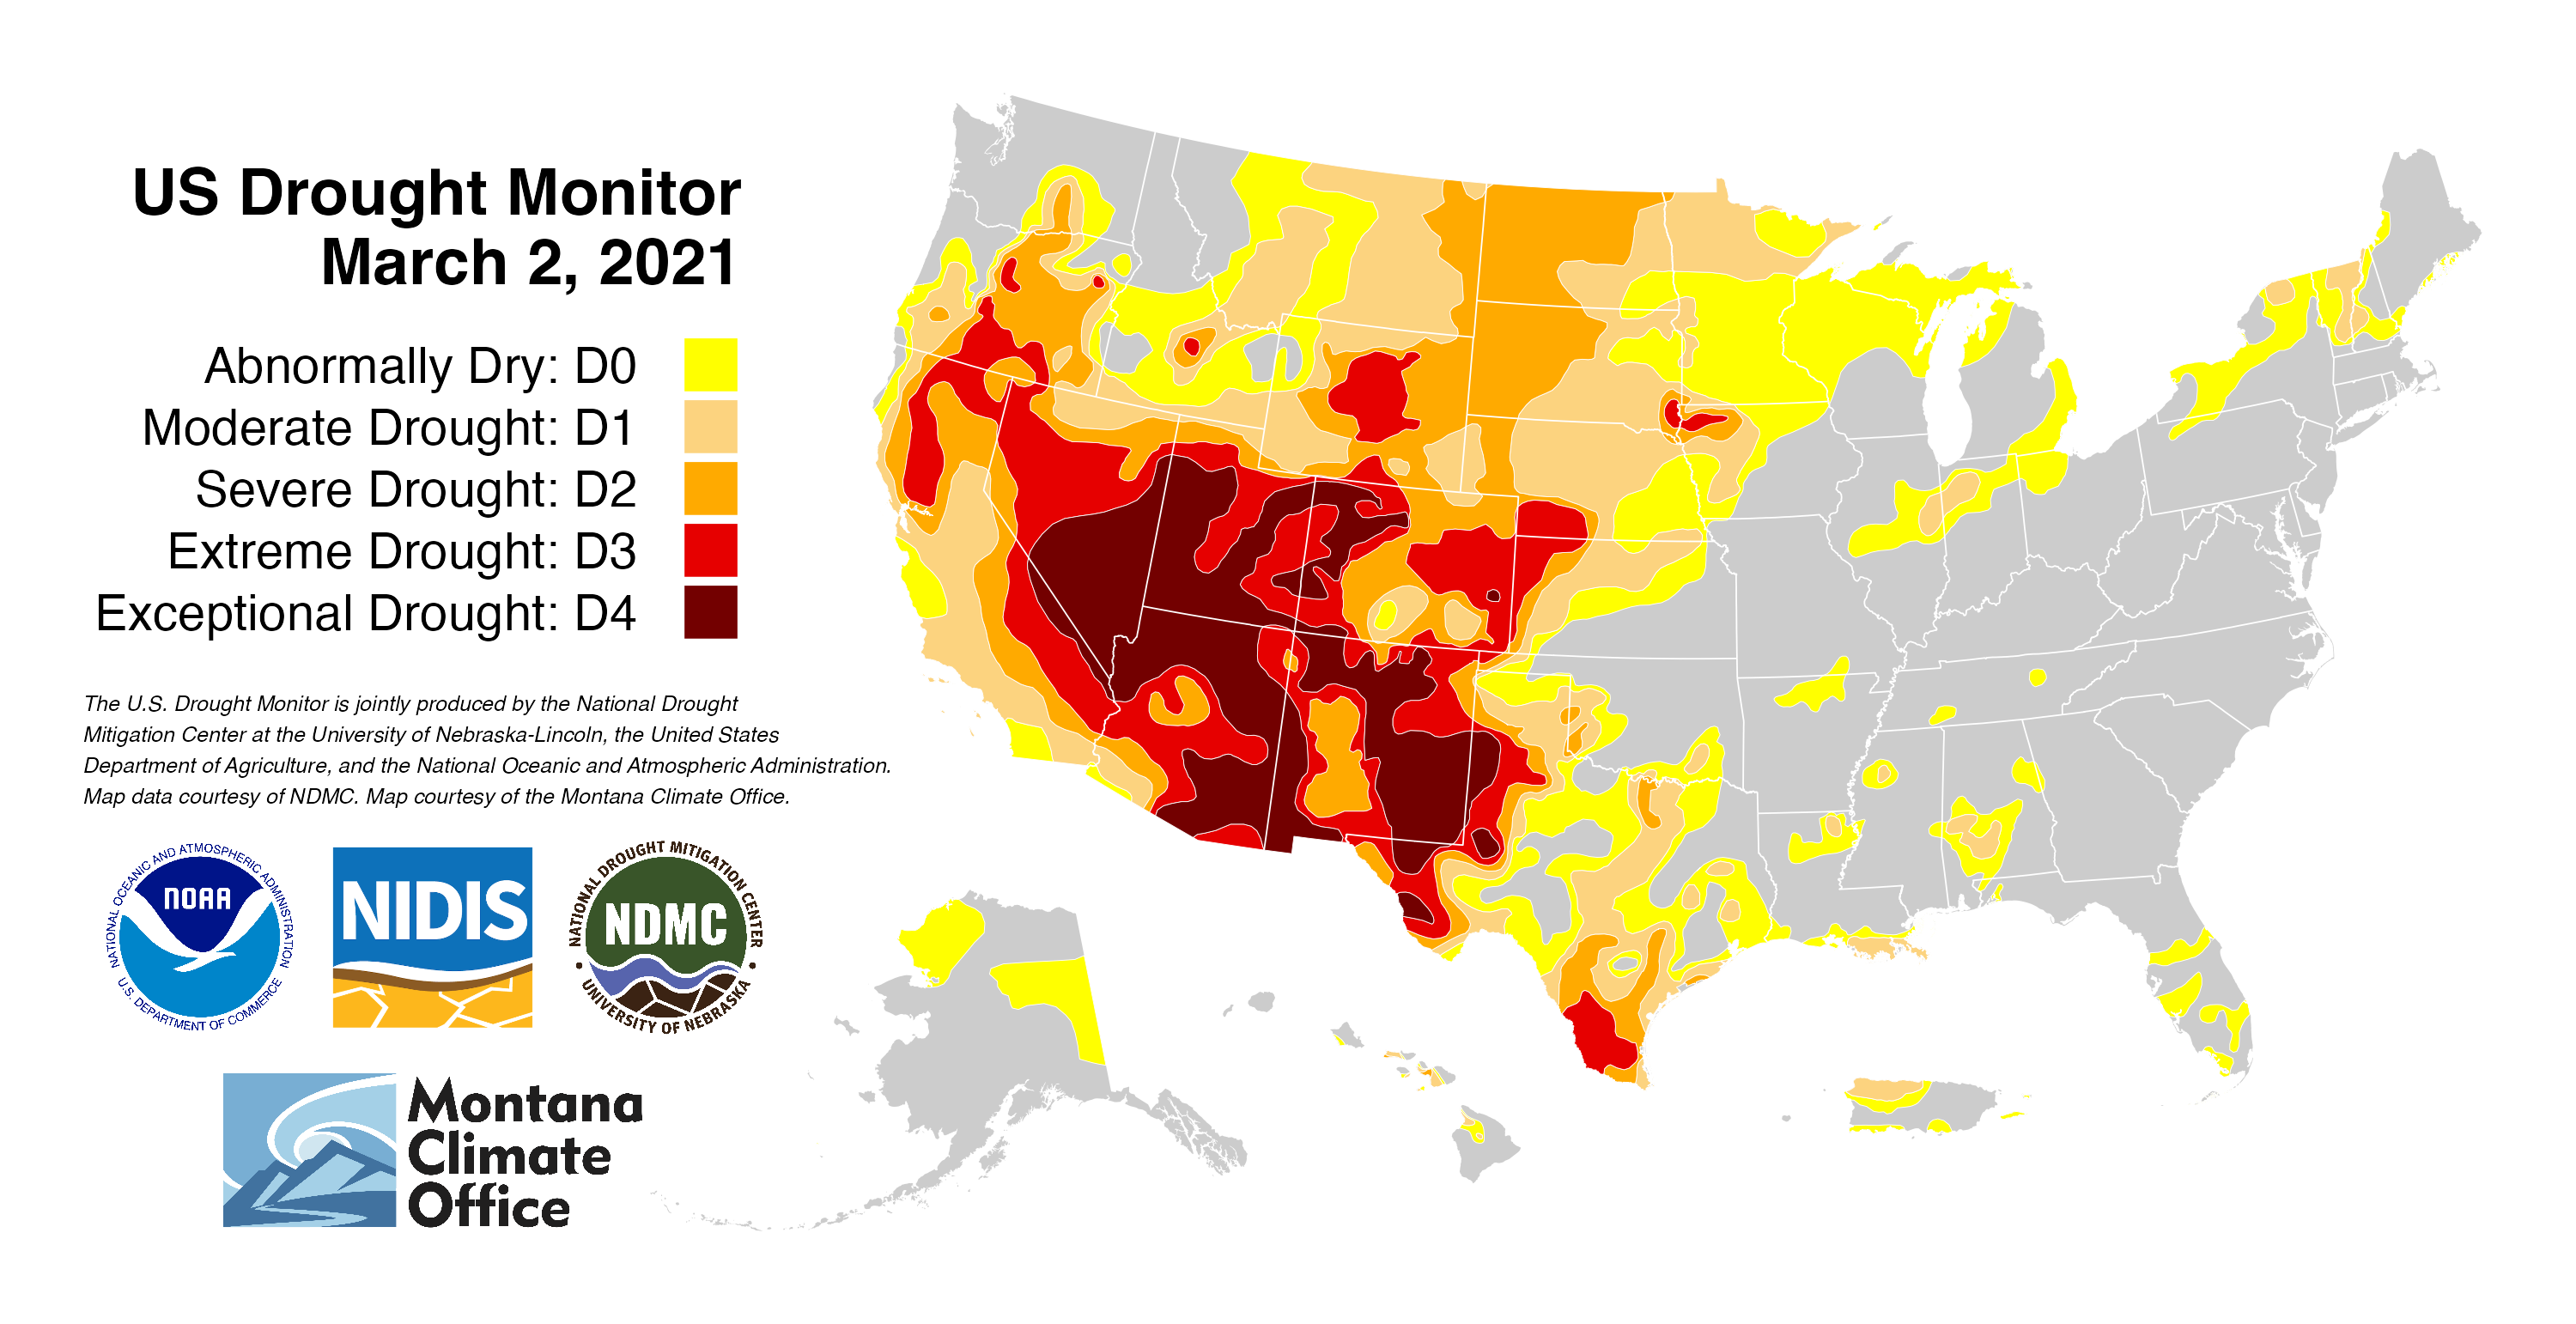 US Drought Monitor
March 2, 2021
Abnormally Dry: D0
Moderate Drought: D1
Severe Drought: D2
Extreme Drought: D3
Exceptional Drought: D4
The U.S. Drought Monitor is jointly produced by the National Drought
Mitigation Center at the University of Nebraska-Lincoln, the United States
Department of Agriculture, and the National Oceanic and Atmospheric Administration.
Map data courtesy of NDMC. Map courtesy of the Montana Climate Office.
NATIONAL OCEANIC AND ATMOSPHERIC ADMINISTRATION
NOAA
U.S. DEPARTMENT OF COMMERCE
NIDIS
NATIONAL DROUGHT MITIGATION CENTER
NDMC
UNIVERSITY OF NEBRASKA
Montana
Climate
Office